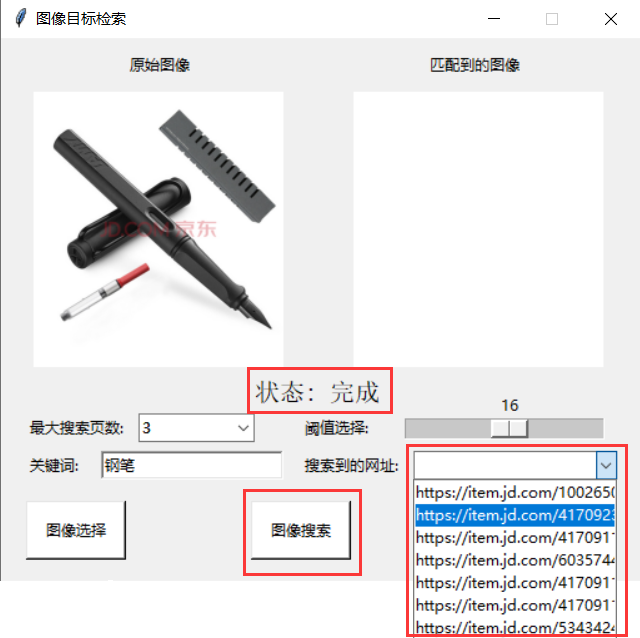 图像目标检索
原始图像
匹配到的图像
JD.COM 京东
状态：完成
16
最大搜索页数：
3
阈值选择：
关键词：
钢笔
搜索到的网址：
https://item.jd.com/1002650
https://item.jd.com/4170923
https://item.jd.com/4170911
https://item.jd.com/6035744
https://item.jd.com/4170911
https://item.jd.com/4170911
https://item.jd.com/5343424
图像选择
图像搜索